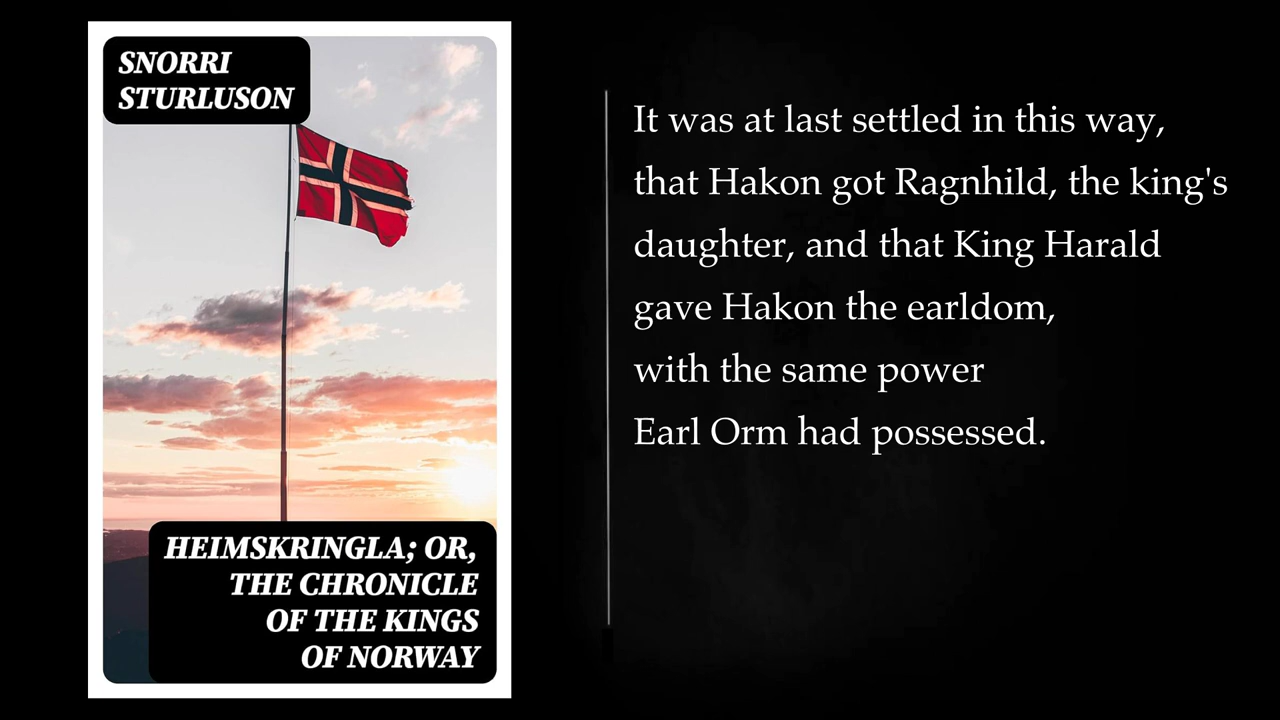 SNORRI
STURLUSON
HEIMSKRINGLA; OR,
THE CHRONICLE
OF THE KINGS
OF NORWAY
It was at last settled in this way,
that Hakon got Ragnhild, the king's
daughter, and that King Harald
gave Hakon the earldom,
with the same power
Earl Orm had possessed.